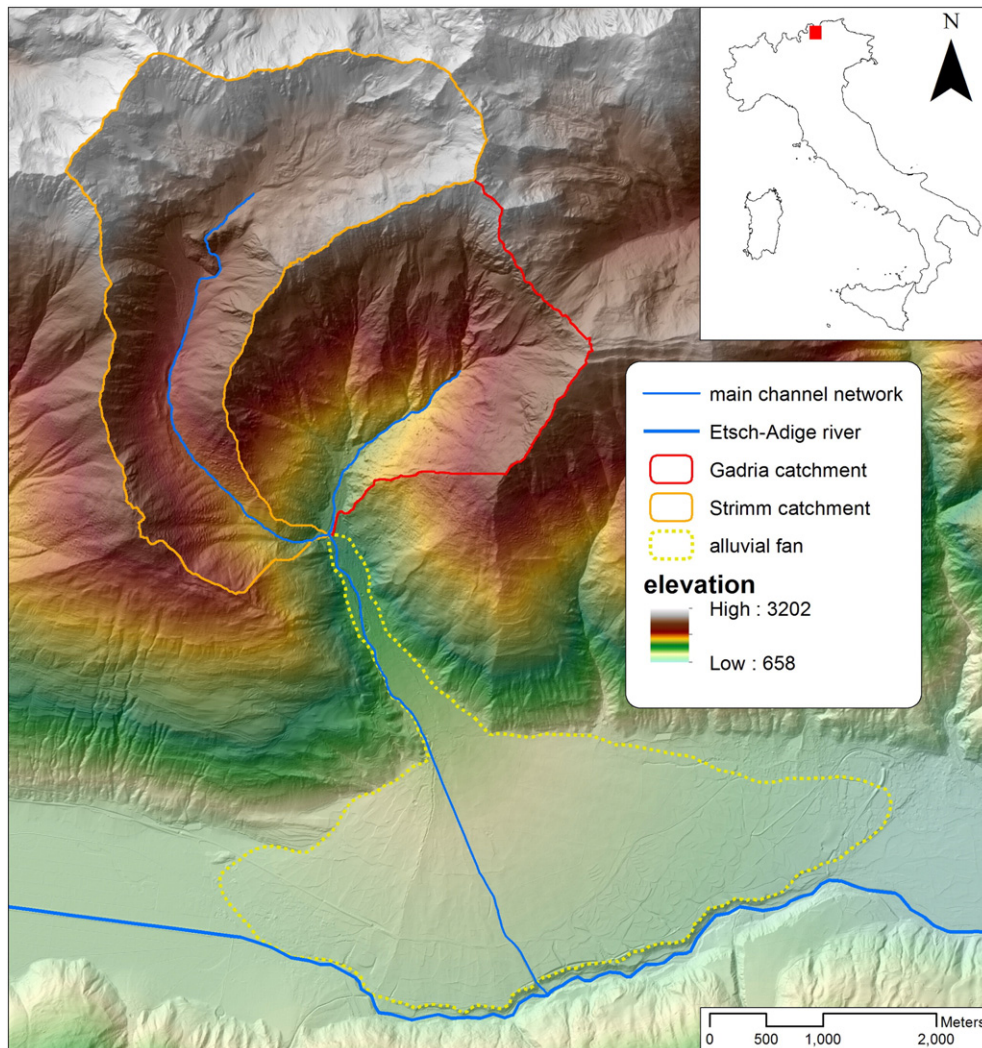 N
main channel network
Etsch-Adige river
Gadria catchment
Strimm catchment
alluvial fan
elevation
High : 3202
Low : 658
Meters
0 500 1,000 2,000